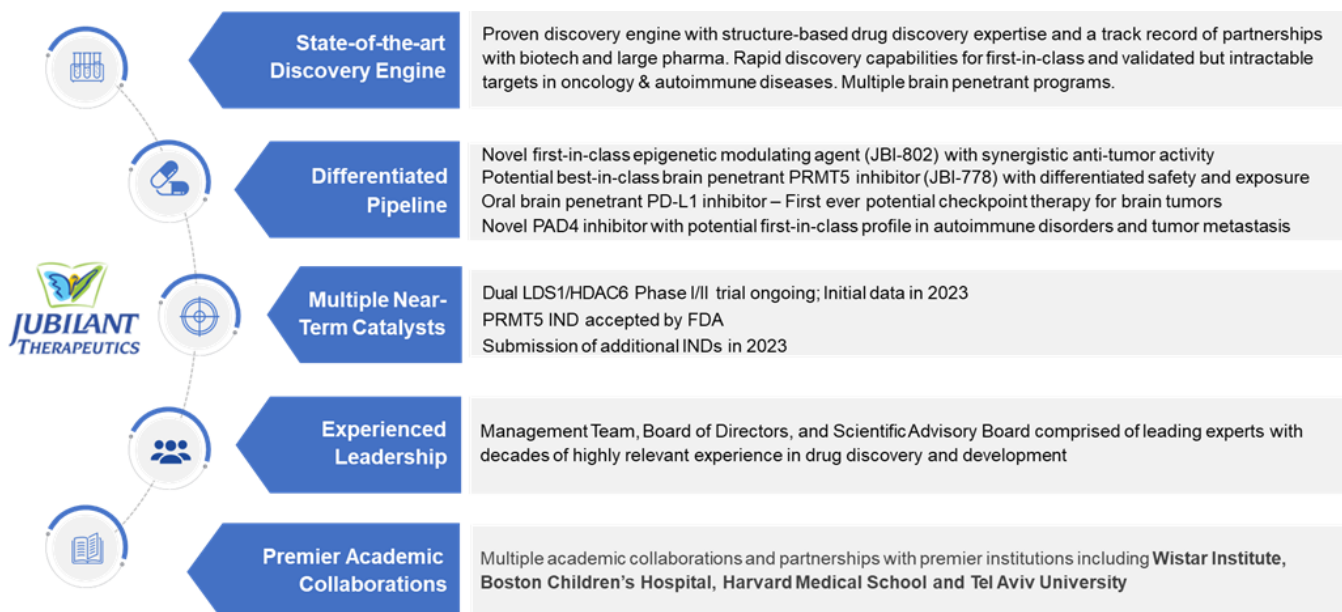 State-of-the-art
Discovery Engine
Proven discovery engine with structure-based drug discovery expertise and a track record of partnerships
with biotech and large pharma. Rapid discovery capabilities for first-in-class and validated but intractable
targets in oncology & autoimmune diseases. Multiple brain penetrant programs.
Differentiated
Pipeline
Novel first-in-class epigenetic modulating agent (JBI-802) with synergistic anti-tumor activity
Potential best-in-class brain penetrant PRMT5 inhibitor (JBI-778) with differentiated safety and exposure
Oral brain penetrant PD-L1 inhibitor – First ever potential checkpoint therapy for brain tumors
Novel PAD4 inhibitor with potential first-in-class profile in autoimmune disorders and tumor metastasis
JUBILANT
THERAPEUTICS
Multiple Near-
Term Catalysts
Dual LDS1/HDAC6 Phase I/II trial ongoing; Initial data in 2023
PRMT5 IND accepted by FDA
Submission of additional INDs in 2023
Experienced
Leadership
Management Team, Board of Directors, and Scientific Advisory Board comprised of leading experts with
decades of highly relevant experience in drug discovery and development
Premier Academic
Collaborations
Multiple academic collaborations and partnerships with premier institutions including Wistar Institute,
Boston Children's Hospital, Harvard Medical School and Tel Aviv University